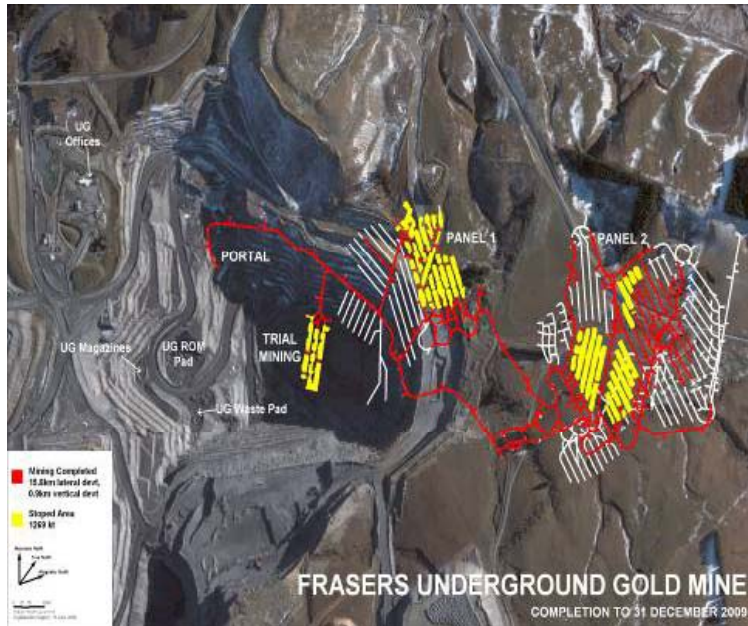 UG
Offices
PORTAL
PANEL 1
PANEL 2
TRIAL
MINING
UG Magazines
UG ROM
Pad
UG Waste Pad
Mining Completed
15.8km lateral devt,
0.9km vertical devt
Stoped Area
1269 kt
FRASERS UNDERGROUND GOLD MINE
COMPLETION TO 31 DECEMBER 2009